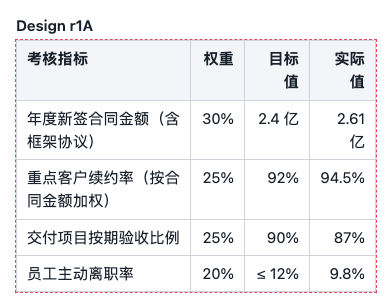 Design r1A
考核指标 权重 目标
值 实际
值
年度新签合同金额（含
框架协议） 30% 2.4 亿 2.61
亿
重点客户续约率（按合
同金额加权） 25% 92% 94.5%
交付项目按期验收比例 25% 90% 87%
员工主动离职率 20% ≤ 12% 9.8%